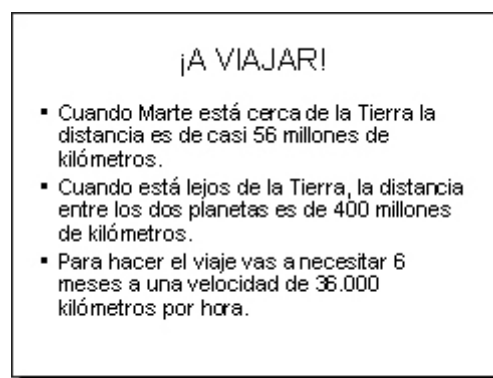 ¡A VIAJAR!
▪ Cuando Marte está cerca de la Tierra la
distancia es de casi 56 millones de
kilómetros.
▪ Cuando está lejos de la Tierra, la distancia
entre los dos planetas es de 400 millones
de kilómetros.
▪ Para hacer el viaje vas a necesitar 6
meses a una velocidad de 36.000
kilómetros por hora.